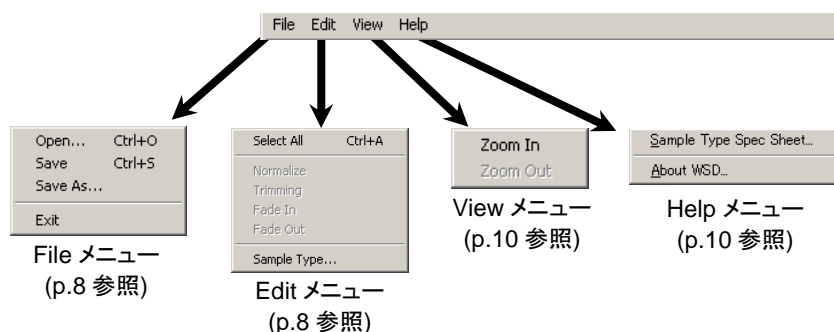 File Edit View Help
Open... Ctrl+O
Save Ctrl+S
Save As...
Exit
File メニュー
(p.8 参照)
Select All Ctrl+A
Normalize
Trimming
Fade In
Fade Out
Sample Type...
Edit メニュー
(p.8 参照)
Zoom In
Zoom Out
View メニュー
(p.10 参照)
Sample Type Spec Sheet...
About WSD...
Help メニュー
(p.10 参照)